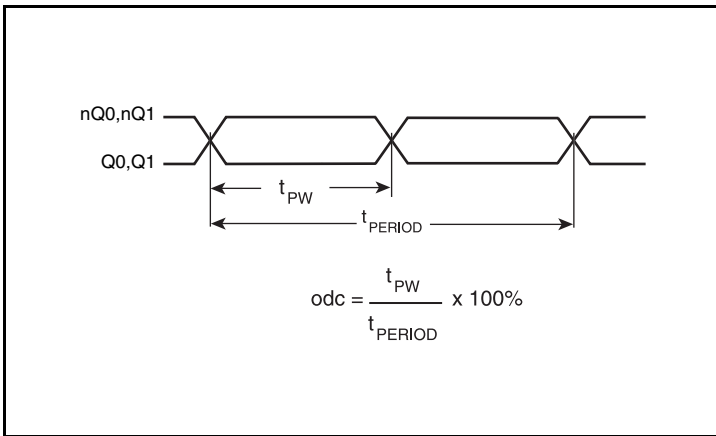 nQ0,nQ1
Q0,Q1
tPW
tPERIOD
odc = tPW / tPERIOD x 100%